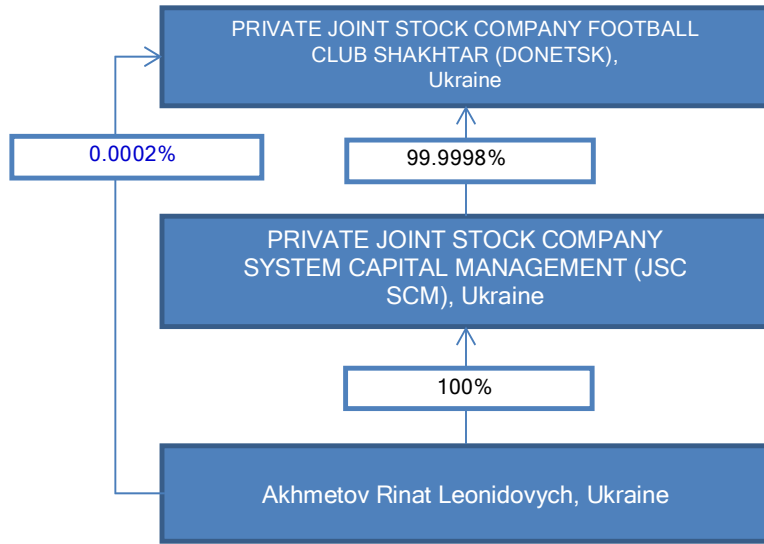 PRIVATE JOINT STOCK COMPANY FOOTBALL
CLUB SHAKHTAR (DONETSK),
Ukraine
0.0002%
99.9998%
PRIVATE JOINT STOCK COMPANY
SYSTEM CAPITAL MANAGEMENT (JSC
SCM), Ukraine
100%
Akhmetov Rinat Leonidovych, Ukraine